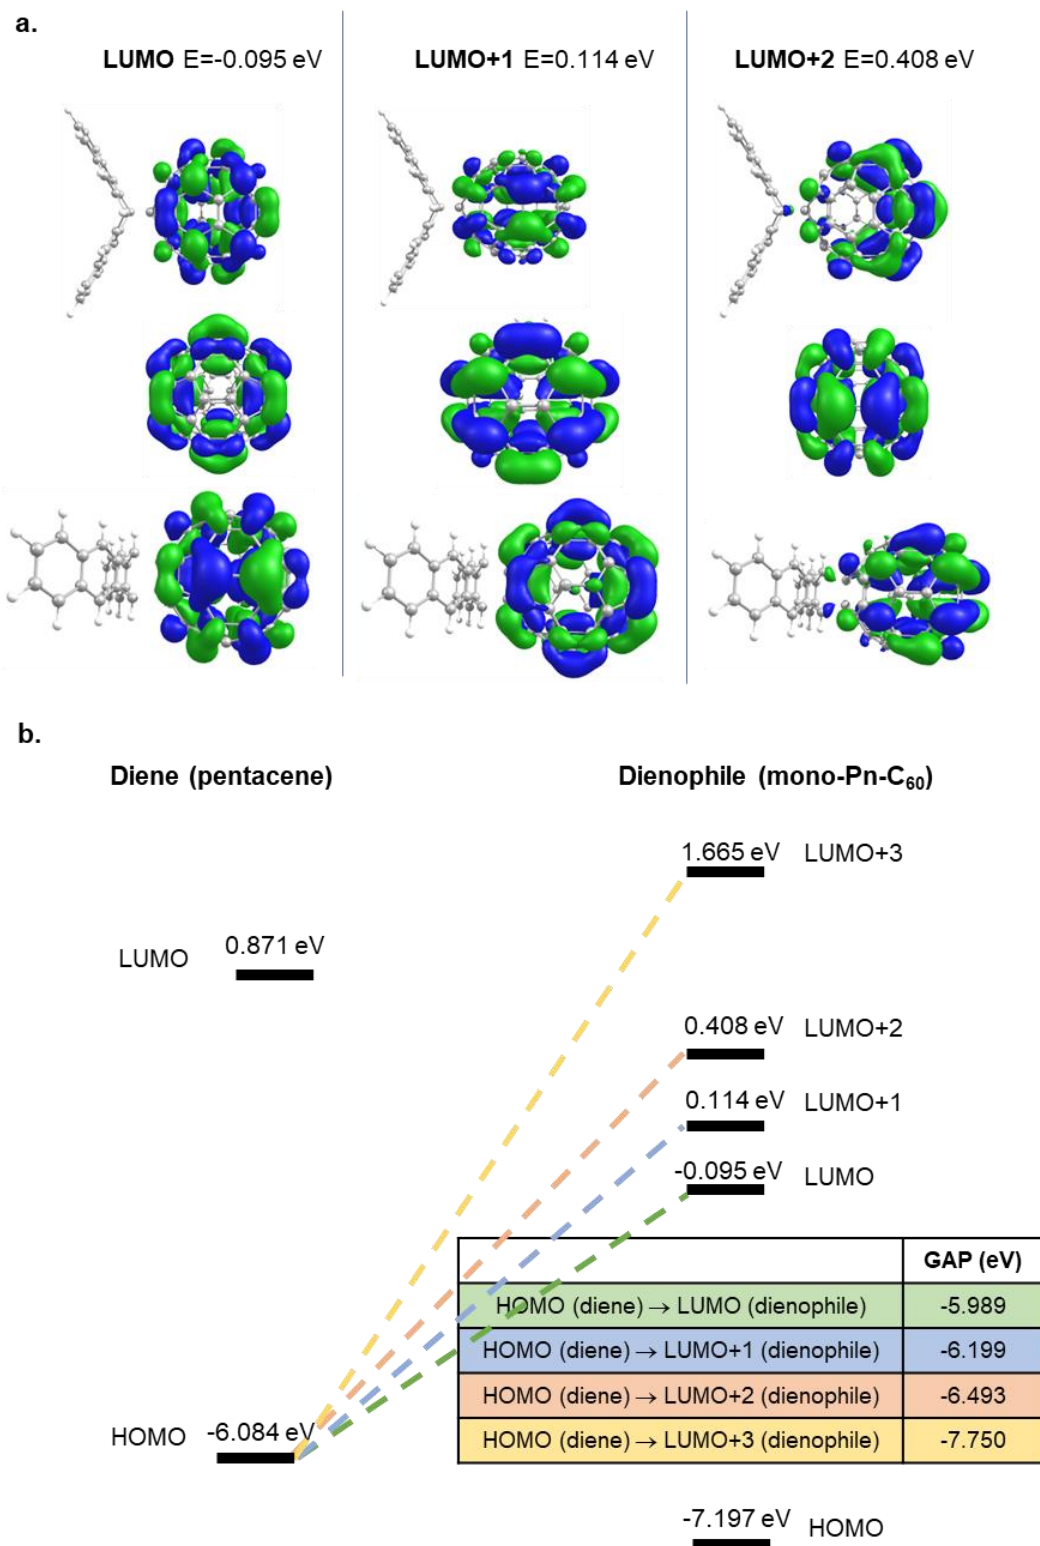 a.
LUMO E=-0.095 eV
LUMO+1 E=0.114 eV
LUMO+2 E=0.408 eV
b.
Diene (pentacene)
Dienophile (mono-Pn-C₆₀)
1.665 eV LUMO+3
LUMO 0.871 eV
0.408 eV LUMO+2
0.114 eV LUMO+1
-0.095 eV LUMO
GAP (eV)
HOMO (diene) → LUMO (dienophile) -5.989
HOMO (diene) → LUMO+1 (dienophile) -6.199
HOMO (diene) → LUMO+2 (dienophile) -6.493
HOMO (diene) → LUMO+3 (dienophile) -7.750
HOMO -6.084 eV
-7.197 eV HOMO